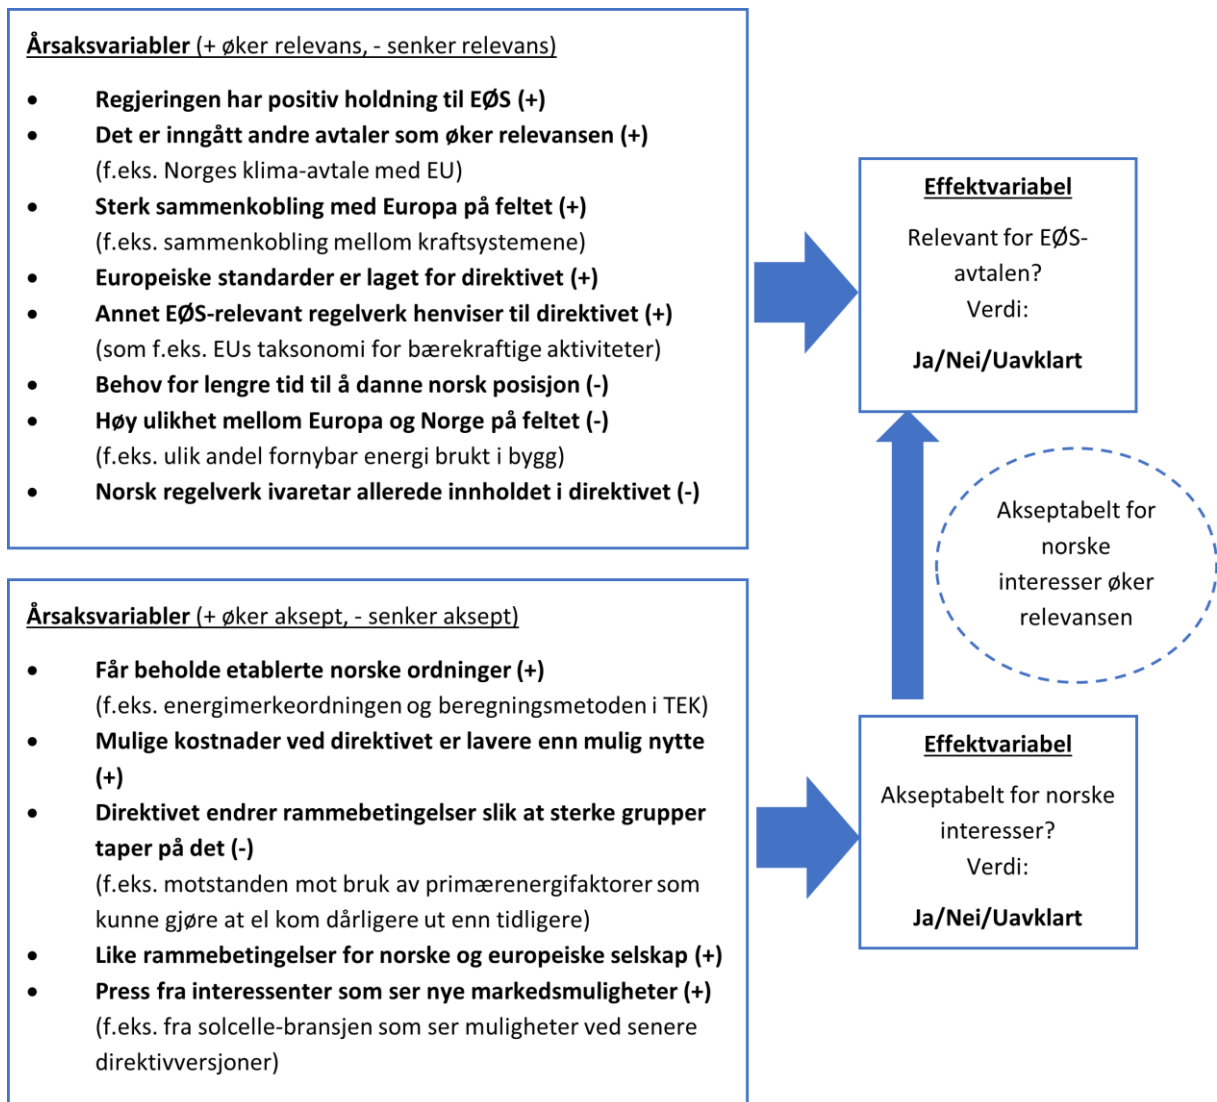 Årsaksvariabler (+ øker relevans, - senker relevans)
• Regjeringen har positiv holdning til EØS (+)
• Det er inngått andre avtaler som øker relevansen (+)
(f.eks. Norges klima-avtale med EU)
• Sterk sammenkobling med Europa på feltet (+)
(f.eks. sammenkobling mellom kraftsystemene)
• Europeiske standarder er laget for direktivet (+)
• Annet EØS-relevant regelverk henviser til direktivet (+)
(som f.eks. EUs taksonomi for bærekraftige aktiviteter)
• Behov for lengre tid til å danne norsk posisjon (-)
• Høy ulikhet mellom Europa og Norge på feltet (-)
(f.eks. ulik andel fornybar energi brukt i bygg)
• Norsk regelverk ivaretar allerede innholdet i direktivet (-)
Effektvariabel
Relevant for EØS-
avtalen?
Verdi:
Ja/Nei/Uavklart
Akseptabelt for
norske
interesser øker
relevansen
Årsaksvariabler (+ øker aksept, - senker aksept)
• Får beholde etablerte norske ordninger (+)
(f.eks. energimerkeordningen og beregningsmetoden i TEK)
• Mulige kostnader ved direktivet er lavere enn mulig nytte
(+)
• Direktivet endrer rammebetingelser slik at sterke grupper
taper på det (-)
(f.eks. motstanden mot bruk av primærenergifaktorer som
kunne gjøre at el kom dårligere ut enn tidligere)
• Like rammebetingelser for norske og europeiske selskap (+)
• Press fra interessenter som ser nye markedsmuligheter (+)
(f.eks. fra solcelle-bransjen som ser muligheter ved senere
direktivversjoner)
Effektvariabel
Akseptabelt for norske
interesser?
Verdi:
Ja/Nei/Uavklart